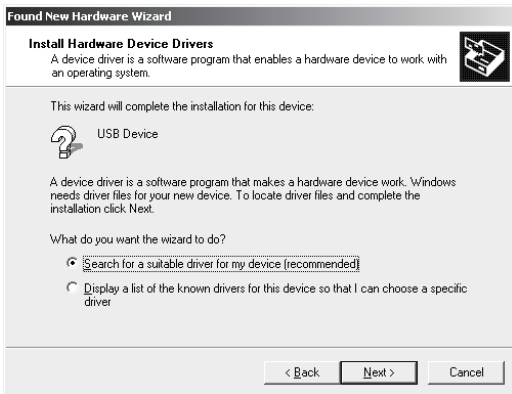 Found New Hardware Wizard
Install Hardware Device Drivers
A device driver is a software program that enables a hardware device to work with
an operating system.
This wizard will complete the installation for this device:
USB Device
A device driver is a software program that makes a hardware device work. Windows
needs driver files for your new device. To locate driver files and complete the
installation click Next.
What do you want the wizard to do?
Search for a suitable driver for my device (recommended)
Display a list of the known drivers for this device so that I can choose a specific
driver
< Back Next > Cancel